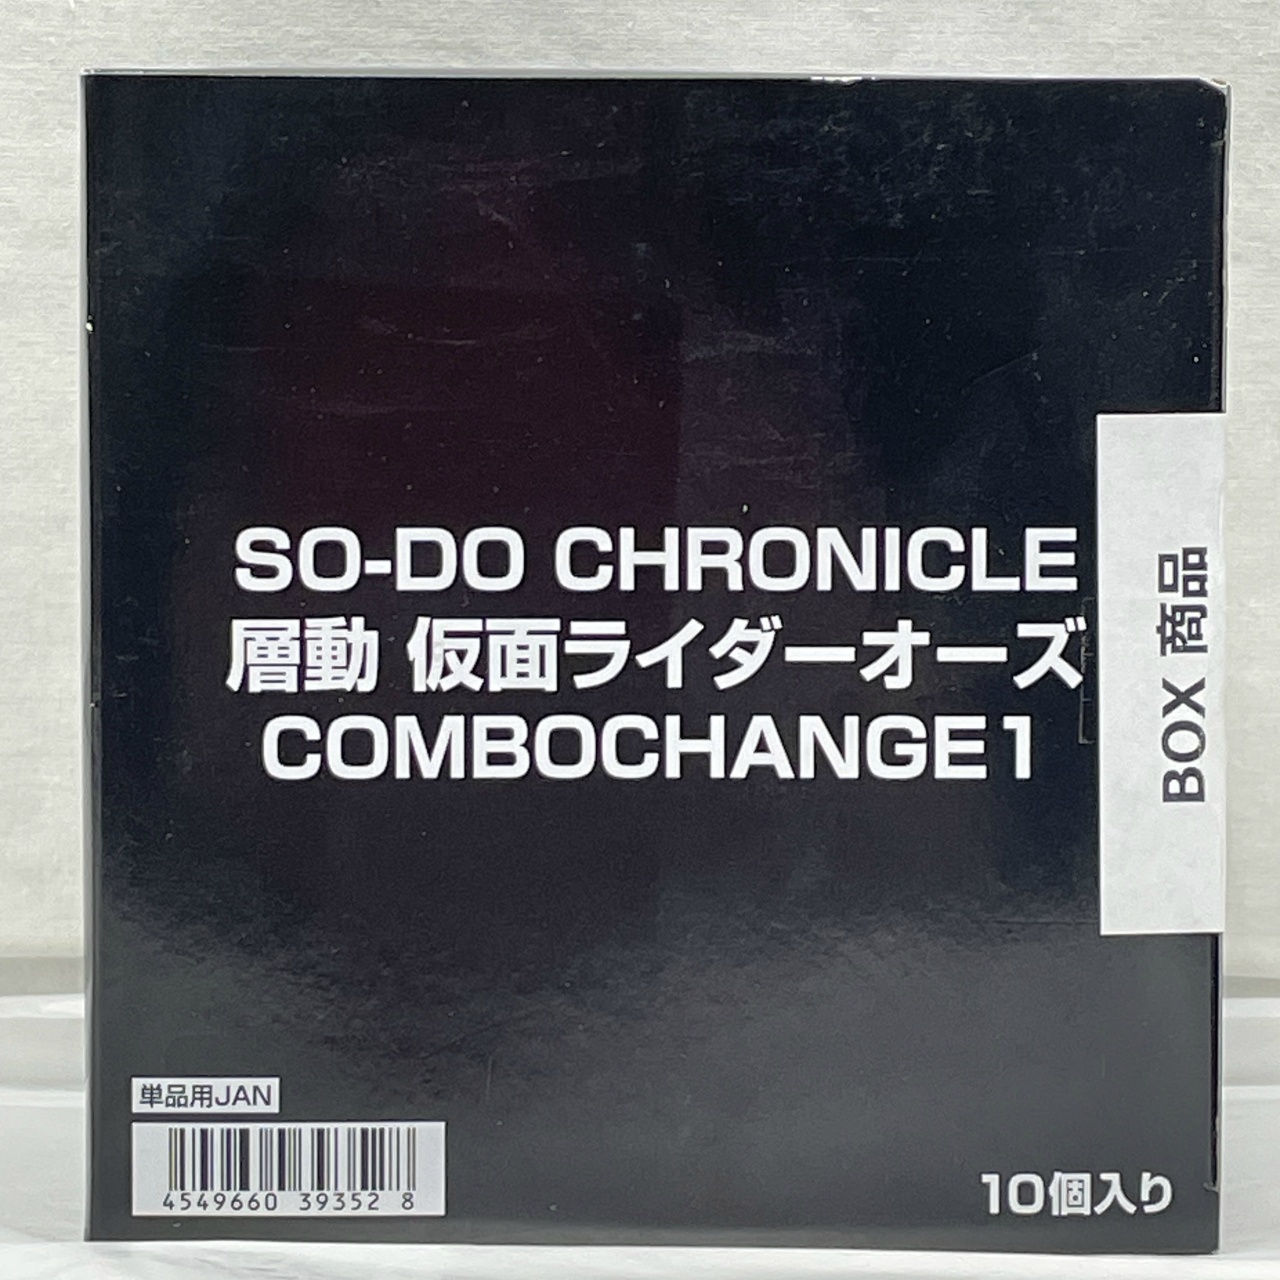 SO-DO CHRONICLE
層動 仮面ライダーオーズ
COMBOCHANGE1
BOX 商品
単品用JAN
4549660 39352 8
10個入り